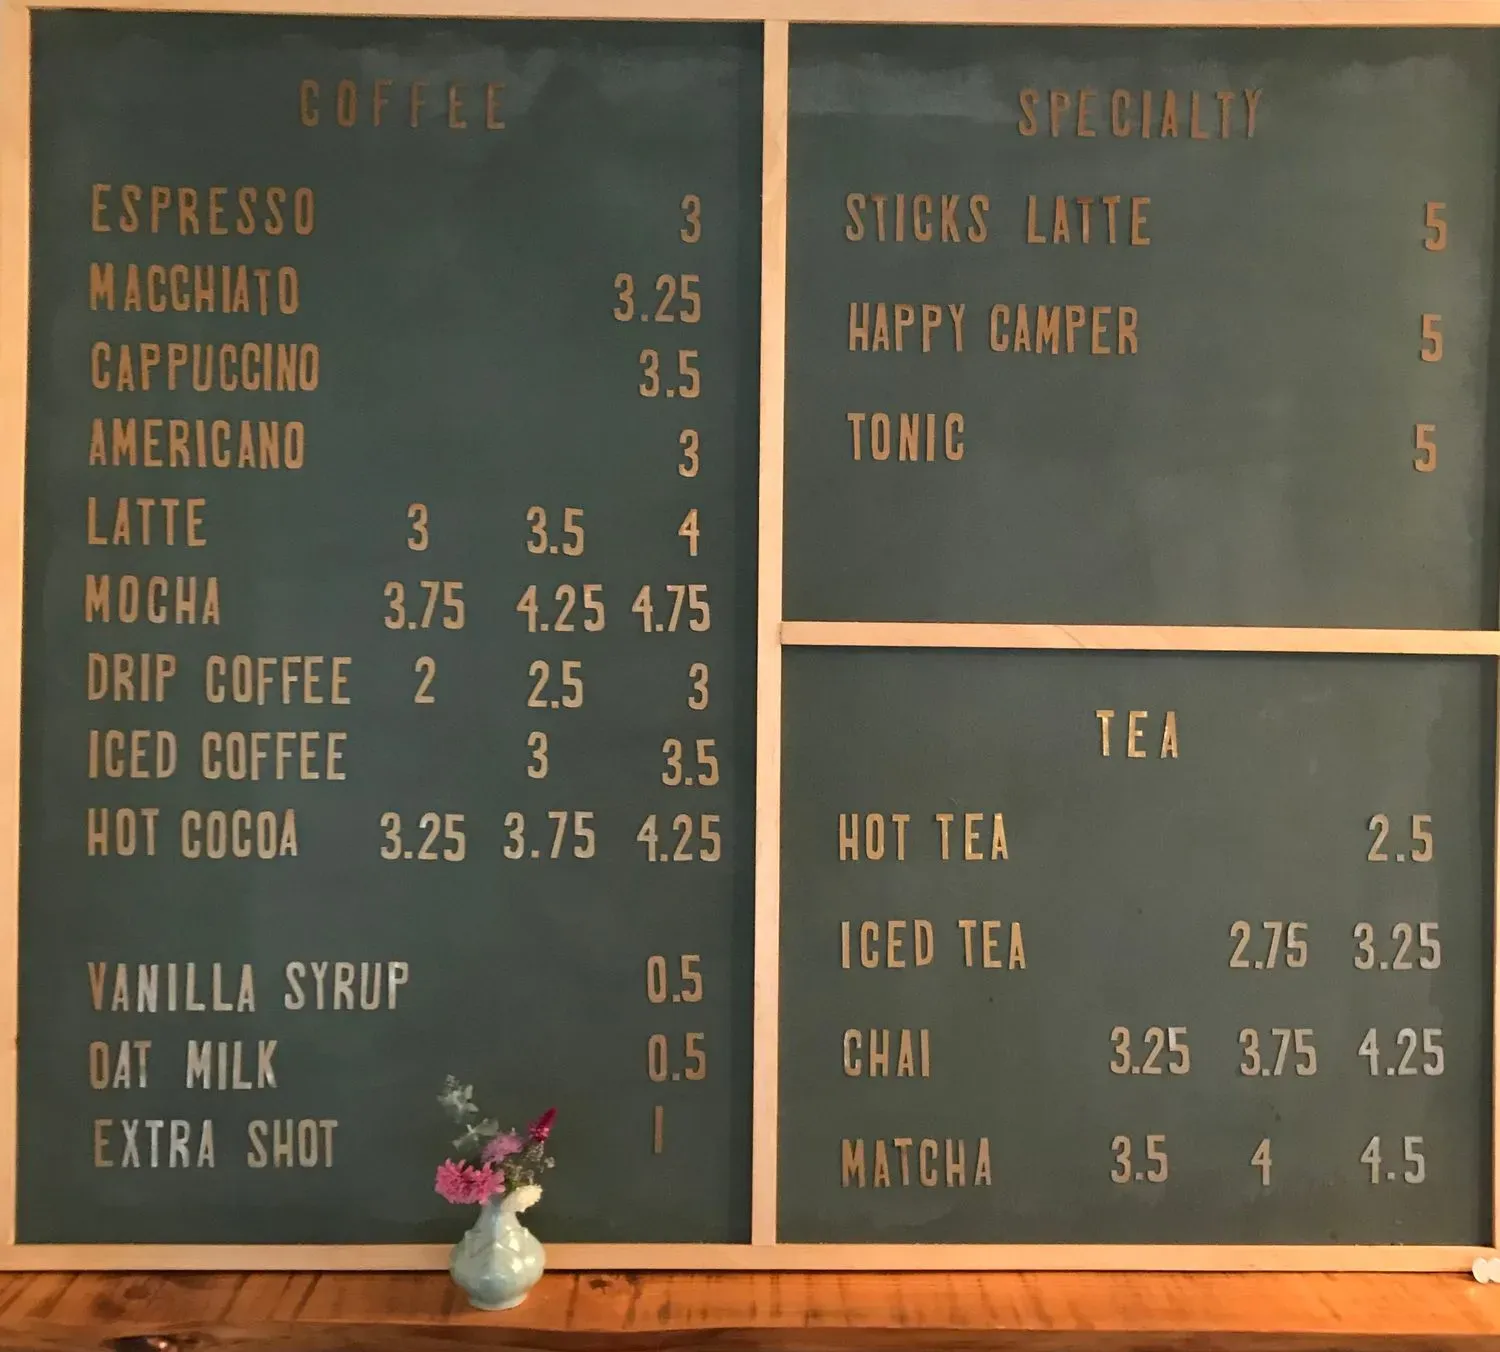 COFFEE
ESPRESSO 3
MACCHIATO 3.25
CAPPUCCINO 3.5
AMERICANO 3
LATTE 3 3.5 4
MOCHA 3.75 4.25 4.75
DRIP COFFEE 2 2.5 3
ICED COFFEE 3 3.5
HOT COCOA 3.25 3.75 4.25
VANILLA SYRUP 0.5
OAT MILK 0.5
EXTRA SHOT 1
SPECIALTY
STICKS LATTE 5
HAPPY CAMPER 5
TONIC 5
TEA
HOT TEA 2.5
ICED TEA 2.75 3.25
CHAI 3.25 3.75 4.25
MATCHA 3.5 4 4.5